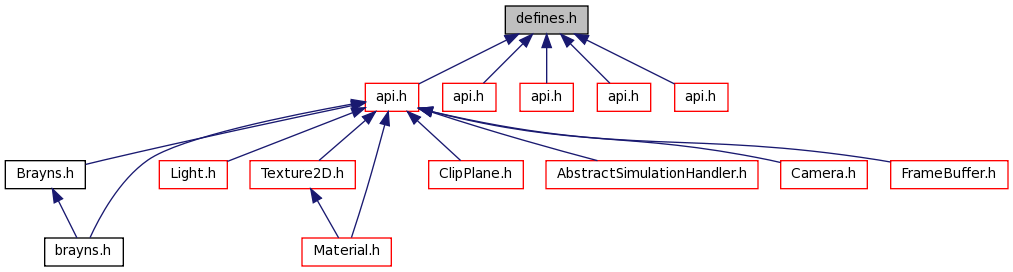 defines.h
api.h
api.h
api.h
api.h
api.h
Brayns.h
Light.h
Texture2D.h
ClipPlane.h
AbstractSimulationHandler.h
Camera.h
FrameBuffer.h
brayns.h
Material.h